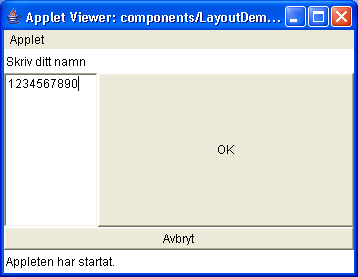 Applet Viewer: components/LayoutDem...
Applet
Skriv ditt namn
1234567890
OK
Avbryt
Appleten har startat.